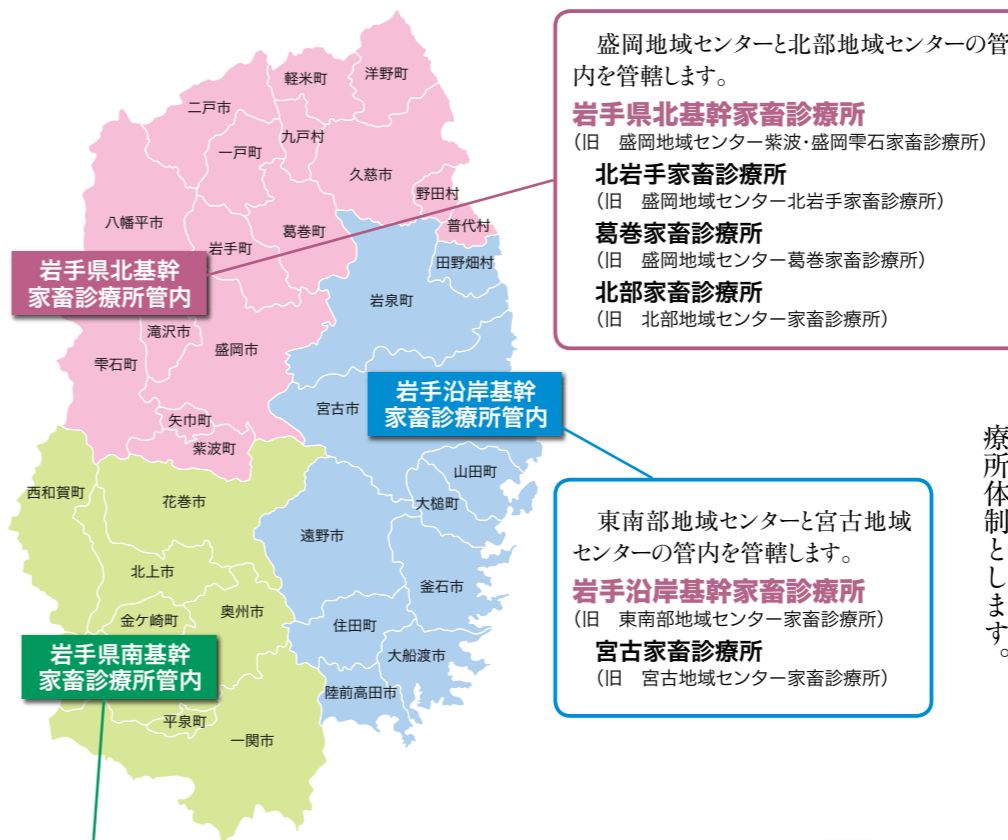 洋野町
軽米町
二戸市
九戸村
一戸町
久慈市
野田村
八幡平市
普代村
葛巻町
岩手町
田野畑村
岩手県北基幹
家畜診療所管内
岩泉町
滝沢市
盛岡市
雫石町
岩手沿岸基幹
家畜診療所管内
宮古市
矢巾町
紫波町
山田町
西和賀町
花巻市
大槌町
遠野市
北上市
釜石市
奥州市
金ケ崎町
住田町
岩手県南基幹
家畜診療所管内
大船渡市
陸前高田市
平泉町
一関市
盛岡地域センターと北部地域センターの管
内を管轄します。
岩手県北基幹家畜診療所
(旧 盛岡地域センター紫波・盛岡雫石家畜診療所)
北岩手家畜診療所
(旧 盛岡地域センター北岩手家畜診療所)
葛巻家畜診療所
(旧 盛岡地域センター葛巻家畜診療所)
北部家畜診療所
(旧 北部地域センター家畜診療所)
東南部地域センターと宮古地域
センターの管内を管轄します。
岩手沿岸基幹家畜診療所
(旧 東南部地域センター家畜診療所)
宮古家畜診療所
(旧 宮古地域センター家畜診療所)
療所体制とします。